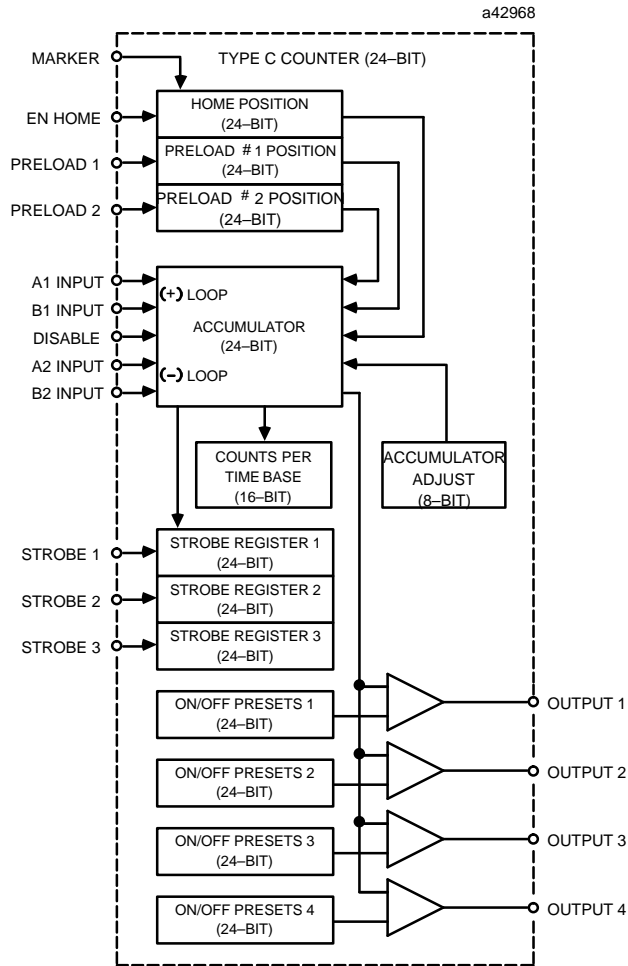 a42968
TYPE C COUNTER (24–BIT)
MARKER
HOME POSITION
(24–BIT)
EN HOME
PRELOAD # 1 POSITION
(24–BIT)
PRELOAD 1
PRELOAD # 2 POSITION
(24–BIT)
PRELOAD 2
A1 INPUT
(+) LOOP
B1 INPUT
ACCUMULATOR
(24–BIT)
DISABLE
A2 INPUT
(–) LOOP
B2 INPUT
COUNTS PER
TIME BASE
(16–BIT)
ACCUMULATOR
ADJUST
(8–BIT)
STROBE REGISTER 1
(24–BIT)
STROBE 1
STROBE REGISTER 2
(24–BIT)
STROBE 2
STROBE REGISTER 3
(24–BIT)
STROBE 3
ON/OFF PRESETS 1
(24–BIT)
OUTPUT 1
ON/OFF PRESETS 2
(24–BIT)
OUTPUT 2
ON/OFF PRESETS 3
(24–BIT)
OUTPUT 3
ON/OFF PRESETS 4
(24–BIT)
OUTPUT 4